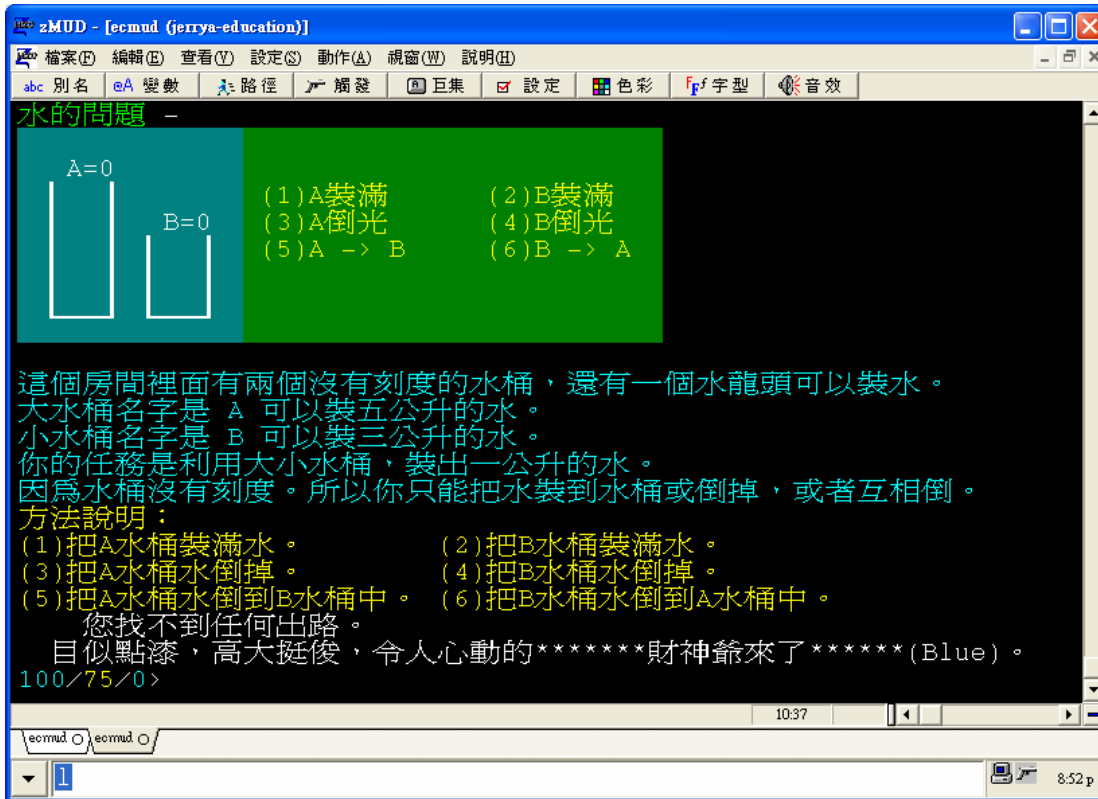 zMUD - [ecmud (jerrya-education)]
檔案(F) 編輯(E) 查看(V) 設定(S) 動作(A) 視窗(W) 說明(H)
abc 別名 @A 變數 路徑 觸發 巨集 設定 色彩 FFf 字型 音效
水的問題 -
A=0
(1)A裝滿 (2)B裝滿
B=0 (3)A倒光 (4)B倒光
(5)A -> B (6)B -> A
這個房間裡面有兩個沒有刻度的水桶，還有一個水龍頭可以裝水。
大水桶名字是 A 可以裝五公升的水。
小水桶名字是 B 可以裝三公升的水。
你的任務是利用大小水桶，裝出一公升的水。
因為水桶沒有刻度。所以你只能把水裝到水桶或倒掉，或者互相倒。
方法說明：
(1)把A水桶裝滿水。 (2)把B水桶裝滿水。
(3)把A水桶水倒掉。 (4)把B水桶水倒掉。
(5)把A水桶水倒到B水桶中。 (6)把B水桶水倒到A水桶中。
您找不到任何出路。
目似點漆，高大挺俊，令人心動的*******財神爺來了******(Blue)。
100/75/0>
10:37
ecmud ecmud
l
8:52 p